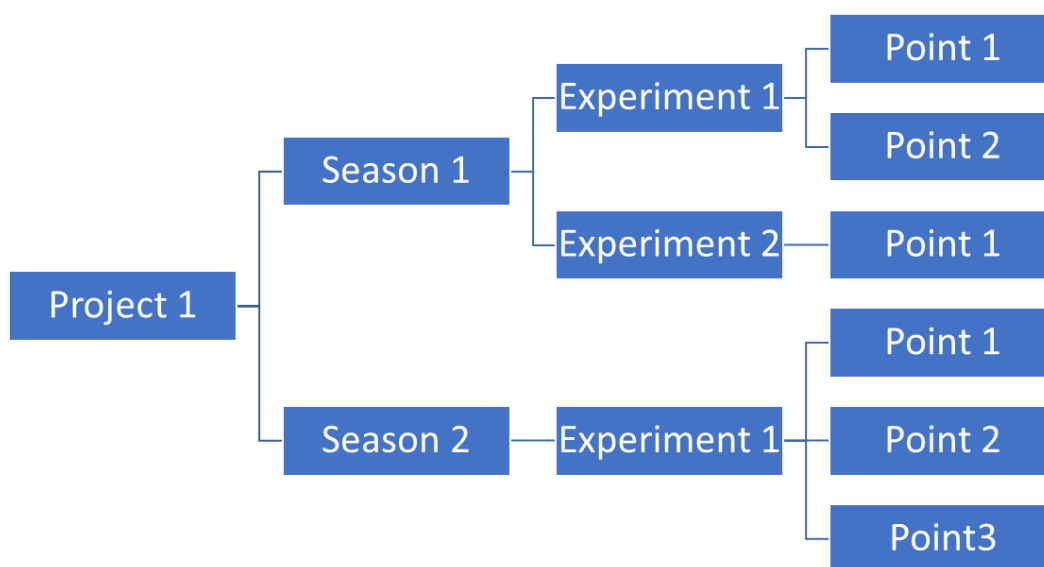 Project 1
Season 1
Experiment 1
Point 1
Point 2
Experiment 2
Point 1
Season 2
Experiment 1
Point 1
Point 2
Point3